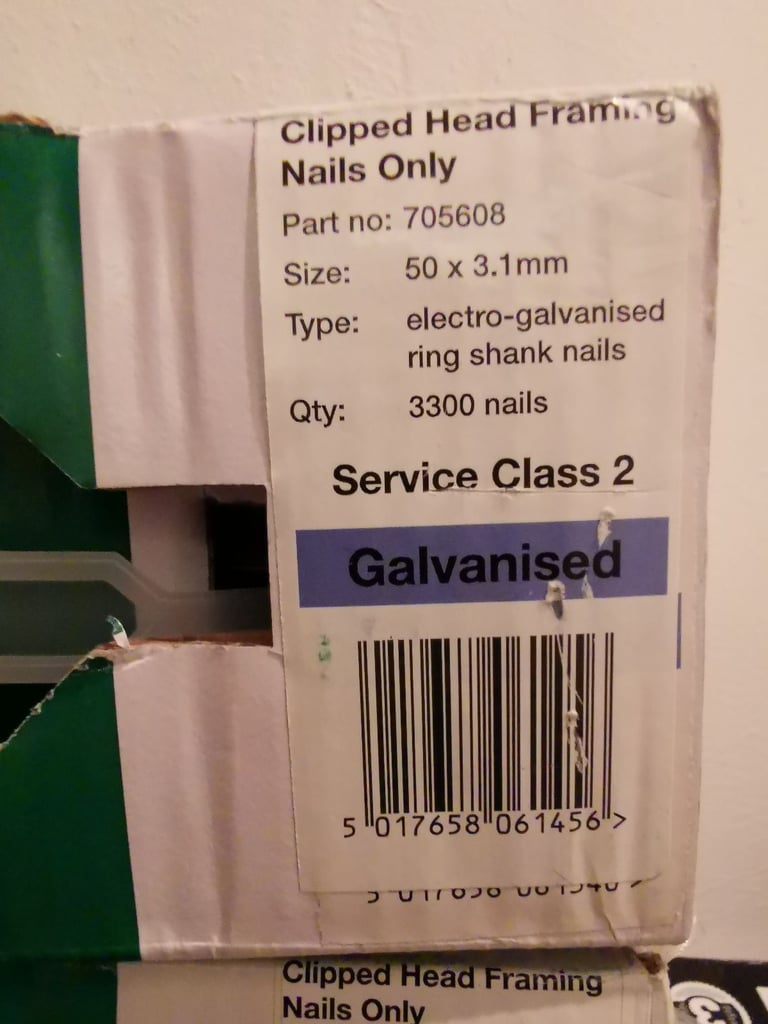 Clipped Head Framing
Nails Only
Part no: 705608
Size: 50 x 3.1mm
Type: electro-galvanised
ring shank nails
Qty: 3300 nails
Service Class 2
Galvanised
5 017658 061456 >
Clipped Head Framing
Nails Only